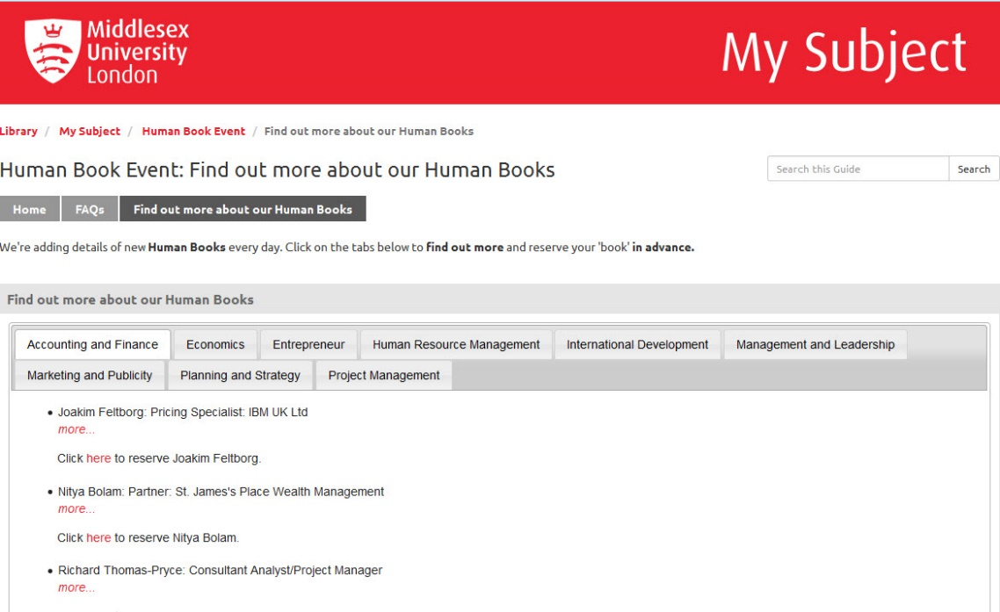 Middlesex
University
London
My Subject
Library / My Subject / Human Book Event / Find out more about our Human Books
Human Book Event: Find out more about our Human Books
Search this Guide Search
Home FAQs Find out more about our Human Books
We're adding details of new Human Books every day. Click on the tabs below to find out more and reserve your 'book' in advance.
Find out more about our Human Books
Accounting and Finance Economics Entrepreneur Human Resource Management International Development Management and Leadership
Marketing and Publicity Planning and Strategy Project Management
• Joakim Feltborg: Pricing Specialist: IBM UK Ltd
more...
Click here to reserve Joakim Feltborg.
• Nitya Bolam: Partner: St. James's Place Wealth Management
more...
Click here to reserve Nitya Bolam.
• Richard Thomas-Pryce: Consultant Analyst/Project Manager
more...